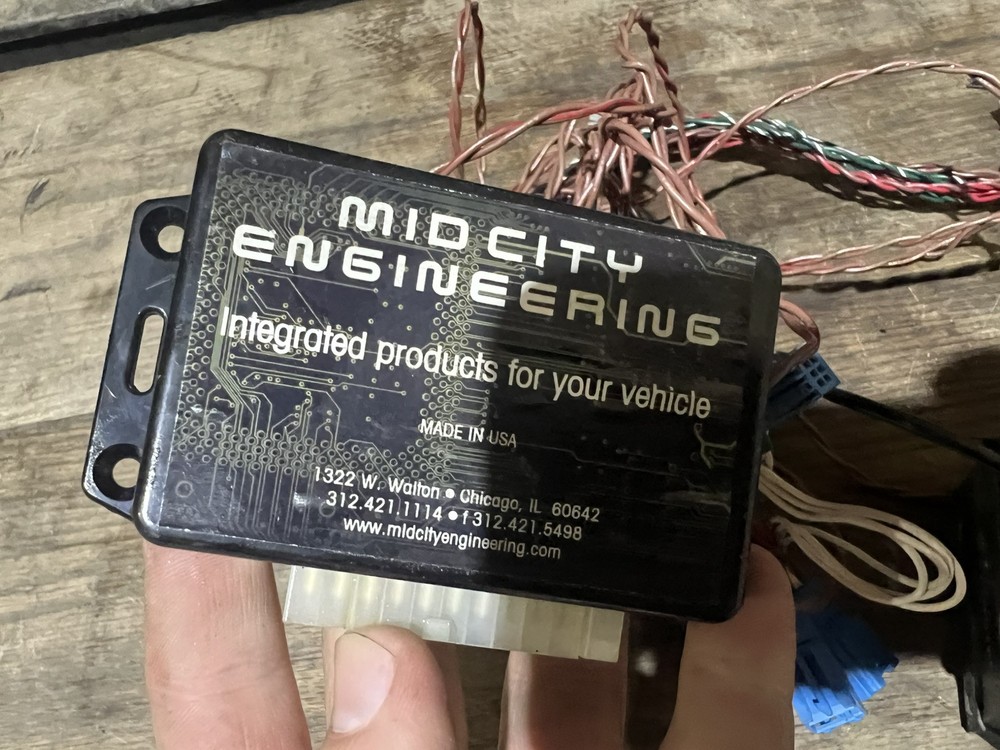 MID CITY
ENGINEERING
Integrated products for your vehicle
MADE IN USA
1322 W. Walton • Chicago, IL 60642
312.421.1114 • f 312.421.5498
www.midcityengineering.com